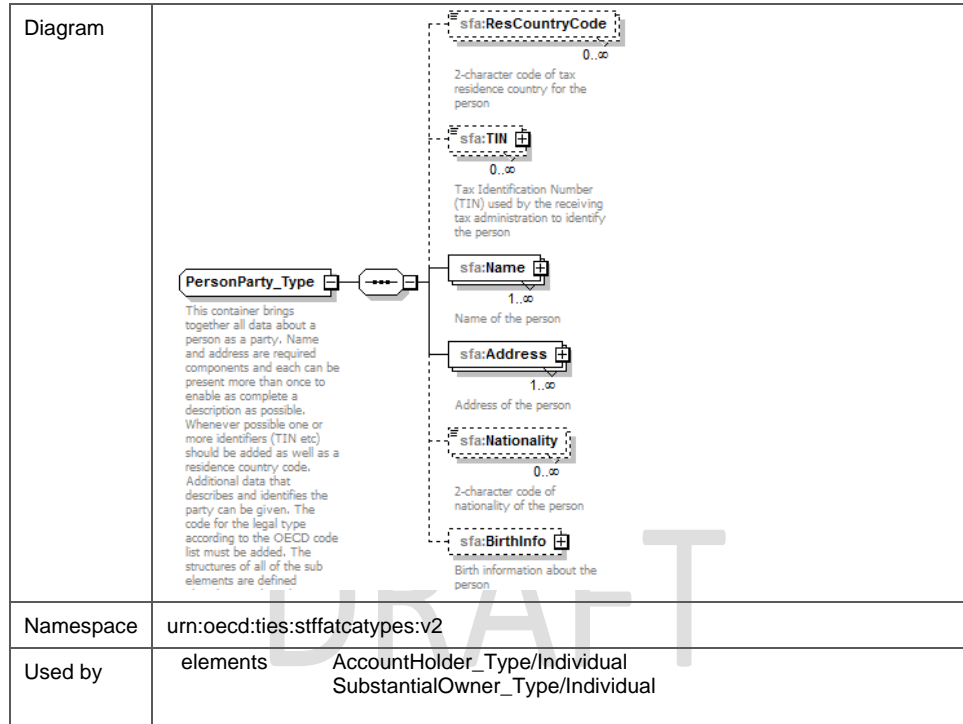 Diagram
sfa:ResCountryCode
0..∞
2-character code of tax
residence country for the
person
sfa:TIN
0..∞
Tax Identification Number
(TIN) used by the receiving
tax administration to identify
the person
PersonParty_Type
This container brings
together all data about a
person as a party. Name
and address are required
components and each can be
present more than once to
enable as complete a
description as possible.
Whenever possible one or
more identifiers (TIN etc)
should be added as well as a
residence country code.
Additional data that
describes and identifies the
party can be given. The
code for the legal type
according to the OECD code
list must be added. The
structures of all of the sub
elements are defined
sfa:Name
1..∞
Name of the person
sfa:Address
1..∞
Address of the person
sfa:Nationality
0..∞
2-character code of
nationality of the person
sfa:BirthInfo
Birth information about the
person
DRAFT
Namespace urn:oecd:ties:stffatcatypes:v2
Used by elements AccountHolder_Type/Individual
SubstantialOwner_Type/Individual